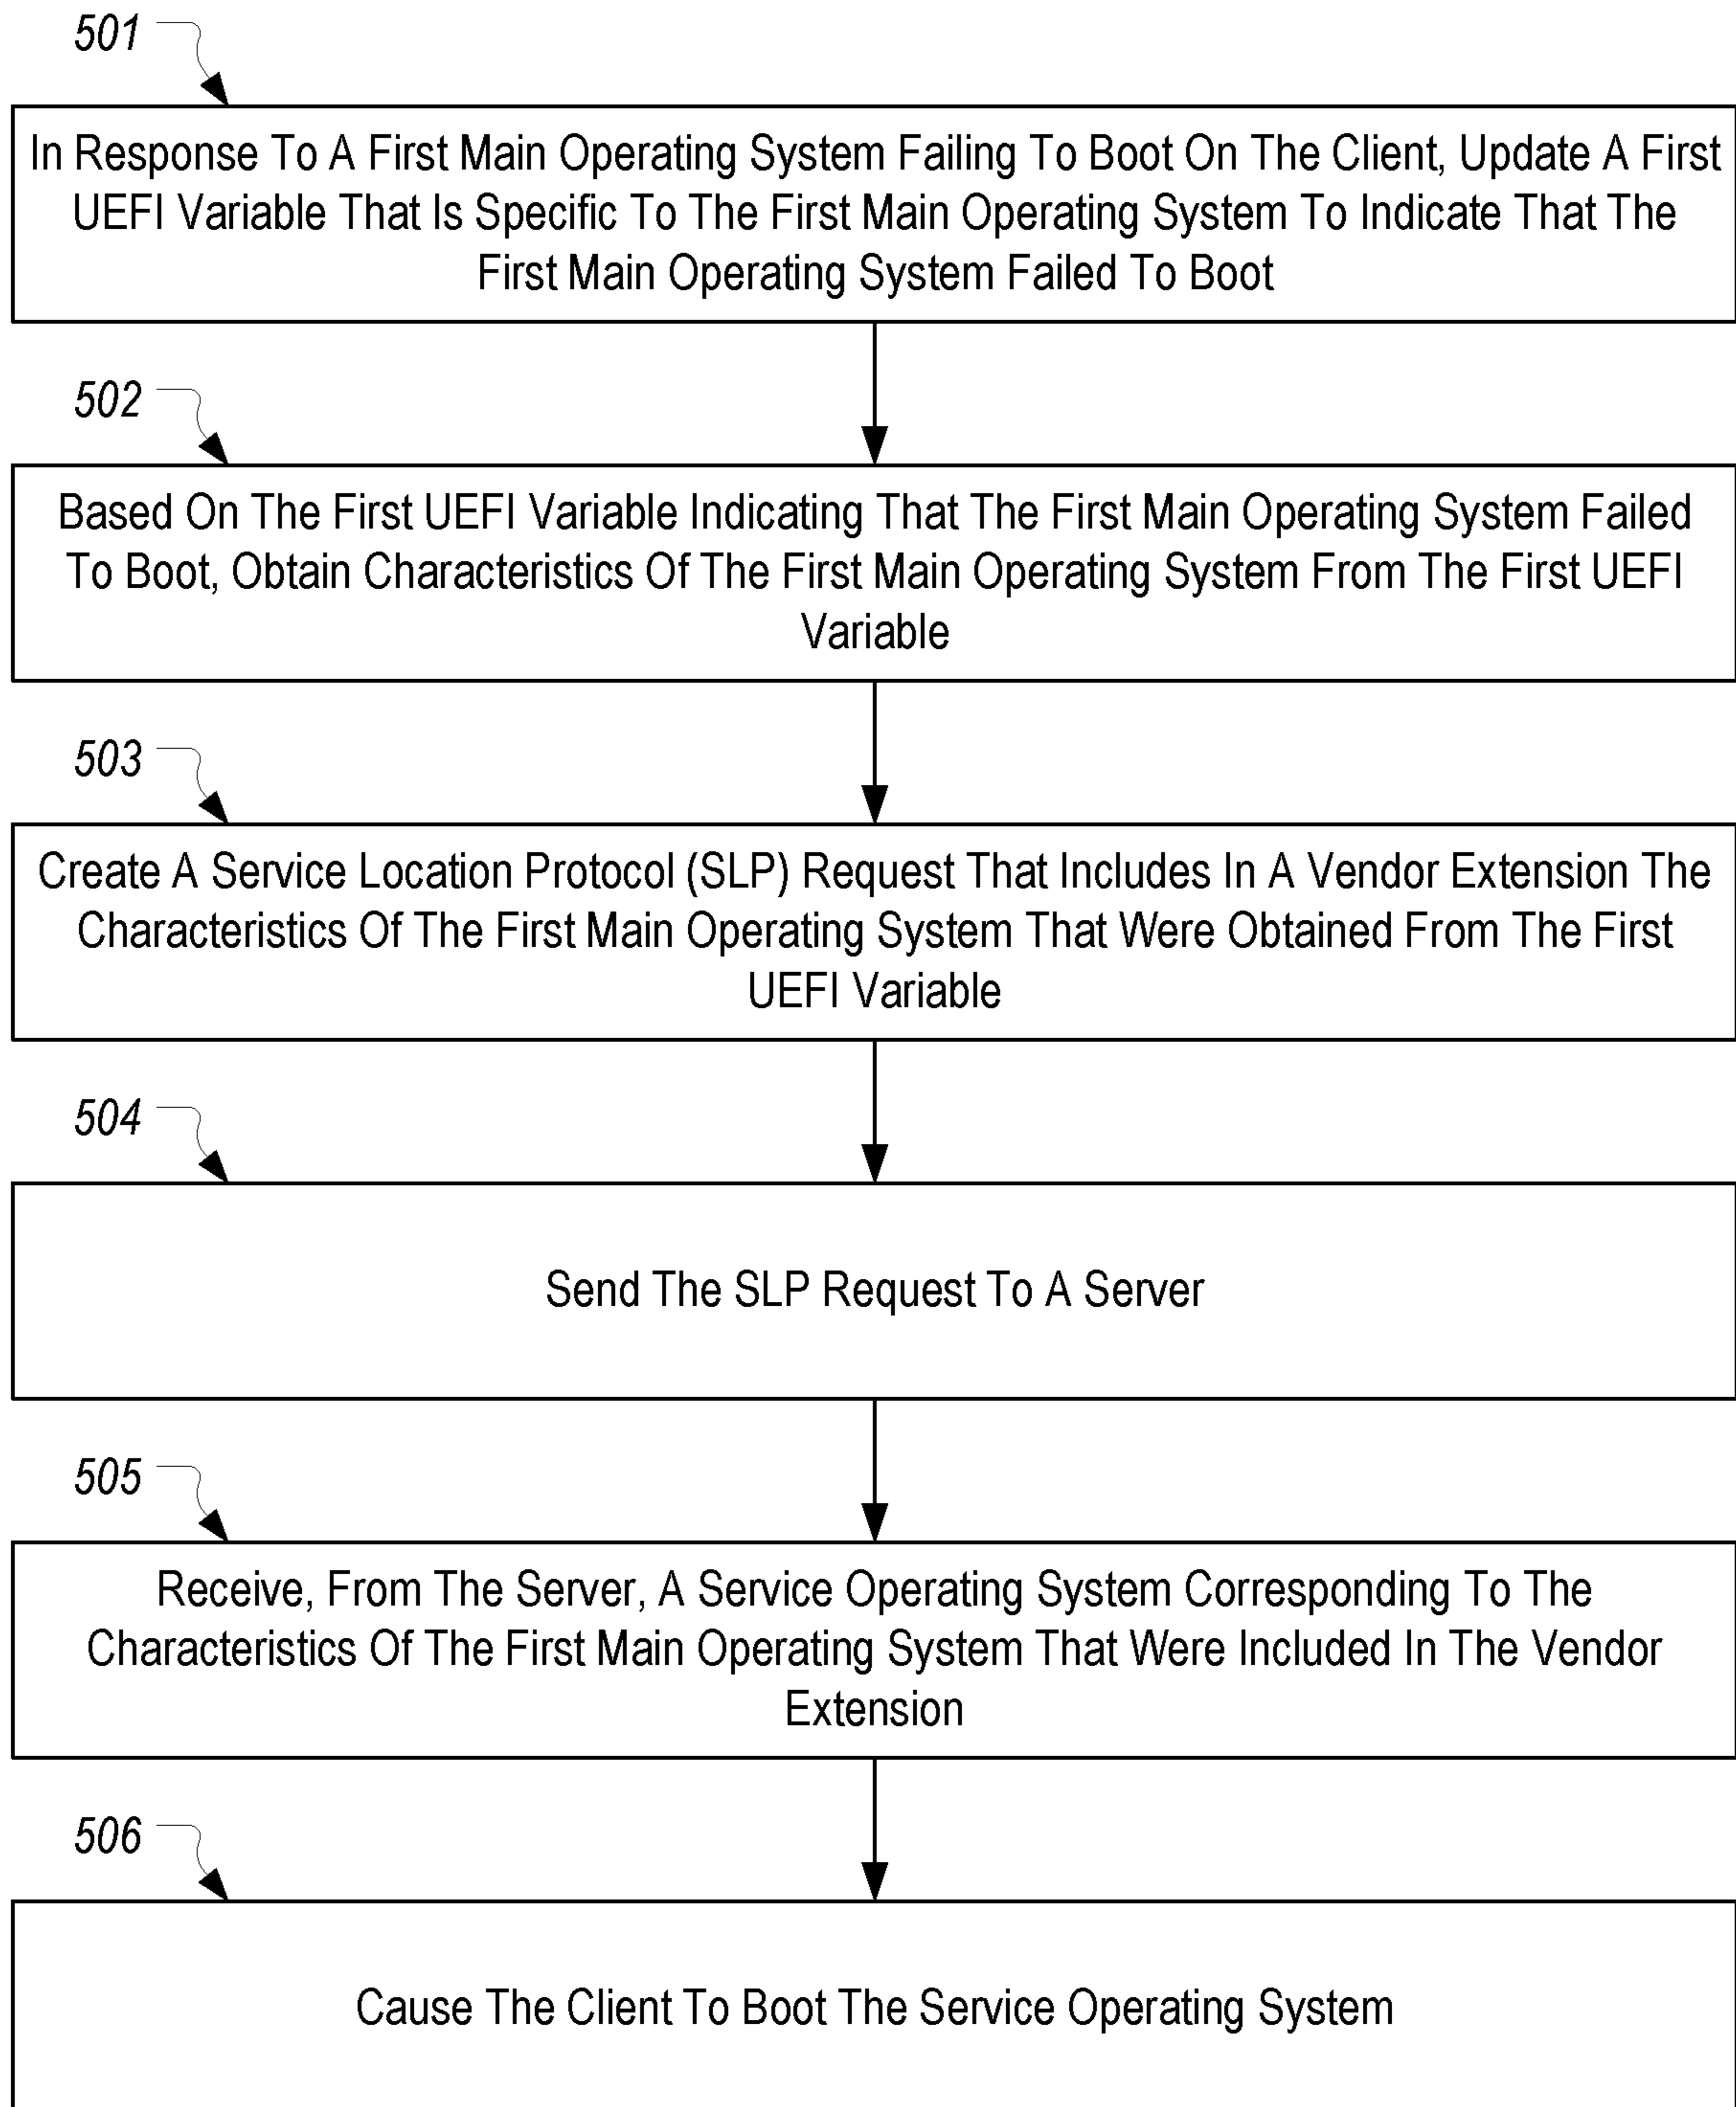 501
In Response To A First Main Operating System Failing To Boot On The Client, Update A First
UEFI Variable That Is Specific To The First Main Operating System To Indicate That The
First Main Operating System Failed To Boot
502
Based On The First UEFI Variable Indicating That The First Main Operating System Failed
To Boot, Obtain Characteristics Of The First Main Operating System From The First UEFI
Variable
503
Create A Service Location Protocol (SLP) Request That Includes In A Vendor Extension The
Characteristics Of The First Main Operating System That Were Obtained From The First
UEFI Variable
504
Send The SLP Request To A Server
505
Receive, From The Server, A Service Operating System Corresponding To The
Characteristics Of The First Main Operating System That Were Included In The Vendor
Extension
506
Cause The Client To Boot The Service Operating System